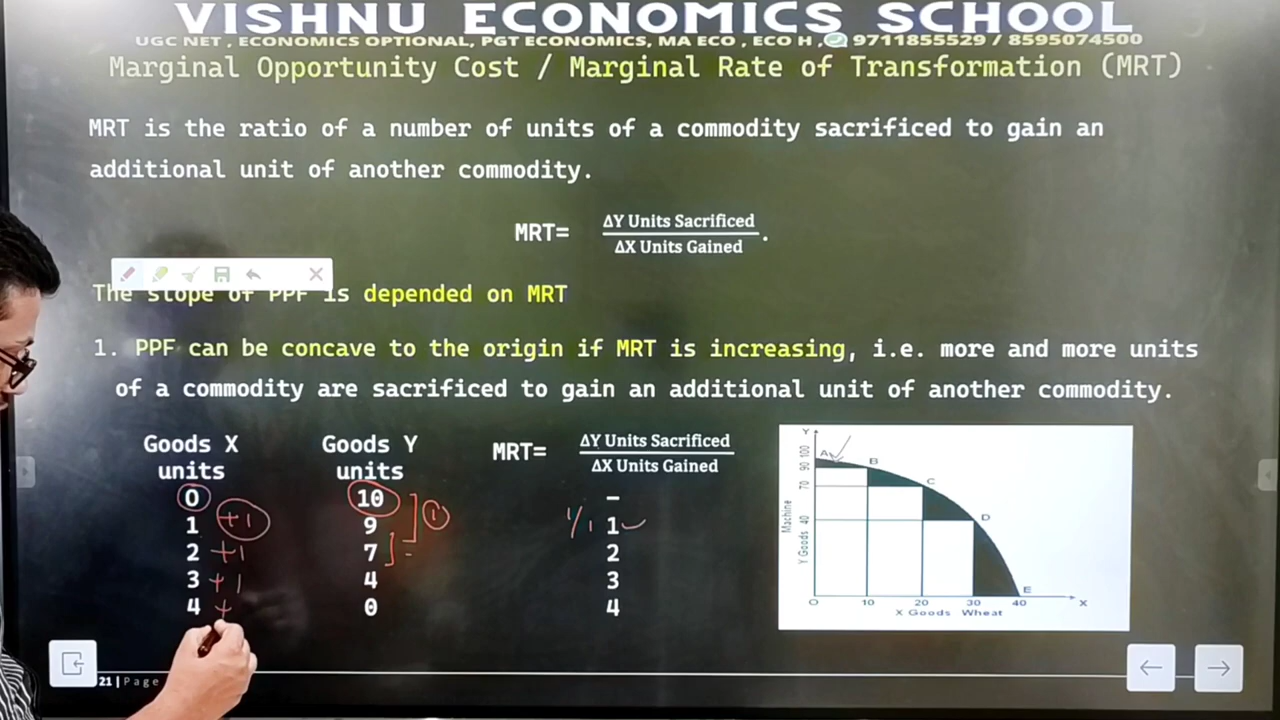 VISHNU ECONOMICS SCHOOL
UGC NET , ECONOMICS OPTIONAL, PGT ECONOMICS, MA ECO , ECO H , 9711855529 / 8595074500
Marginal Opportunity Cost / Marginal Rate of Transformation (MRT)
MRT is the ratio of a number of units of a commodity sacrificed to gain an
additional unit of another commodity.
MRT= ΔY Units Sacrificed
ΔX Units Gained .
The slope of PPF is depended on MRT
1. PPF can be concave to the origin if MRT is increasing, i.e. more and more units
of a commodity are sacrificed to gain an additional unit of another commodity.
Goods X Goods Y MRT= ΔY Units Sacrificed
units units ΔX Units Gained
0 10 –
1 +1 9 1 1/1 1
2 +1 7 2
3 +1 4 3
4 + 0 4
Y
A B C D E
100
90
70
40
Machine
Y Goods
O 10 20 30 40 X
X Goods Wheat
21 | Page